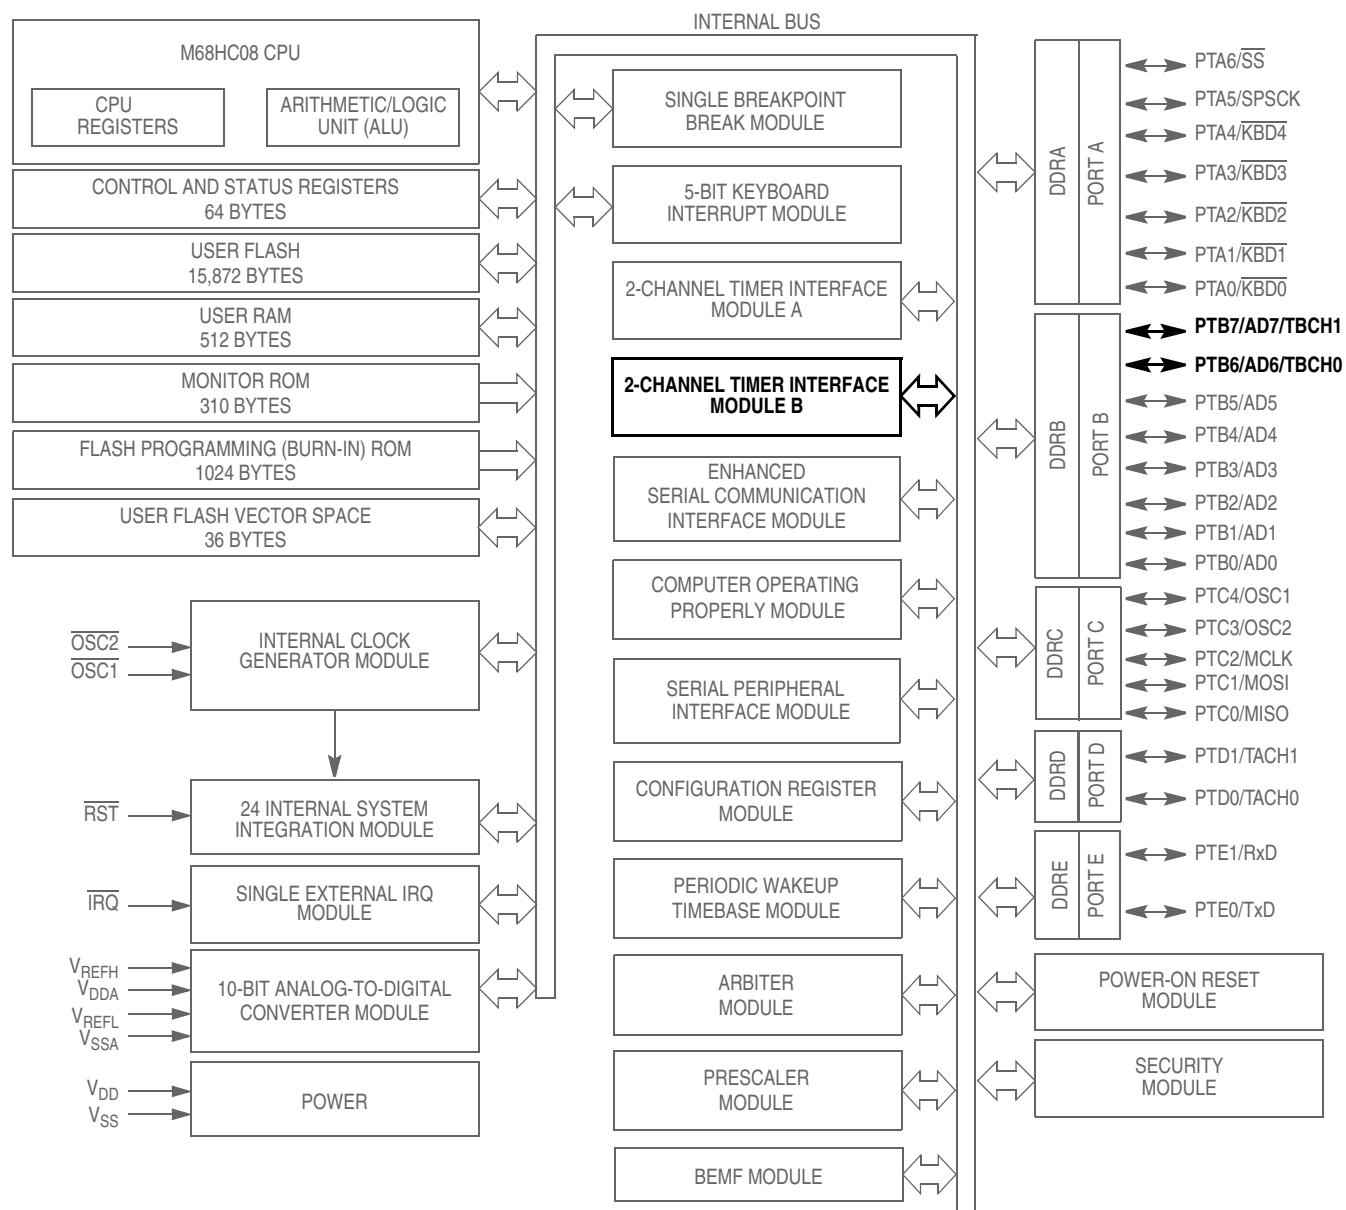 INTERNAL BUS
M68HC08 CPU
CPU
REGISTERS
ARITHMETIC/LOGIC
UNIT (ALU)
CONTROL AND STATUS REGISTERS
64 BYTES
USER FLASH
15,872 BYTES
USER RAM
512 BYTES
MONITOR ROM
310 BYTES
FLASH PROGRAMMING (BURN-IN) ROM
1024 BYTES
USER FLASH VECTOR SPACE
36 BYTES
OSC2
OSC1
INTERNAL CLOCK
GENERATOR MODULE
RST
24 INTERNAL SYSTEM
INTEGRATION MODULE
IRQ
SINGLE EXTERNAL IRQ
MODULE
VREFH
VDDA
VREFL
VSSA
10-BIT ANALOG-TO-DIGITAL
CONVERTER MODULE
VDD
VSS
POWER
SINGLE BREAKPOINT
BREAK MODULE
5-BIT KEYBOARD
INTERRUPT MODULE
2-CHANNEL TIMER INTERFACE
MODULE A
2-CHANNEL TIMER INTERFACE
MODULE B
ENHANCED
SERIAL COMMUNICATION
INTERFACE MODULE
COMPUTER OPERATING
PROPERLY MODULE
SERIAL PERIPHERAL
INTERFACE MODULE
CONFIGURATION REGISTER
MODULE
PERIODIC WAKEUP
TIMEBASE MODULE
ARBITER
MODULE
PRESCALER
MODULE
BEMF MODULE
DDRA
PORT A
PTA6/SS
PTA5/SPSCK
PTA4/KBD4
PTA3/KBD3
PTA2/KBD2
PTA1/KBD1
PTA0/KBD0
DDRB
PORT B
PTB7/AD7/TBCH1
PTB6/AD6/TBCH0
PTB5/AD5
PTB4/AD4
PTB3/AD3
PTB2/AD2
PTB1/AD1
PTB0/AD0
DDRC
PORT C
PTC4/OSC1
PTC3/OSC2
PTC2/MCLK
PTC1/MOSI
PTC0/MISO
DDRD
PORT D
PTD1/TACH1
PTD0/TACH0
DDRE
PORT E
PTE1/RxD
PTE0/TxD
POWER-ON RESET
MODULE
SECURITY
MODULE